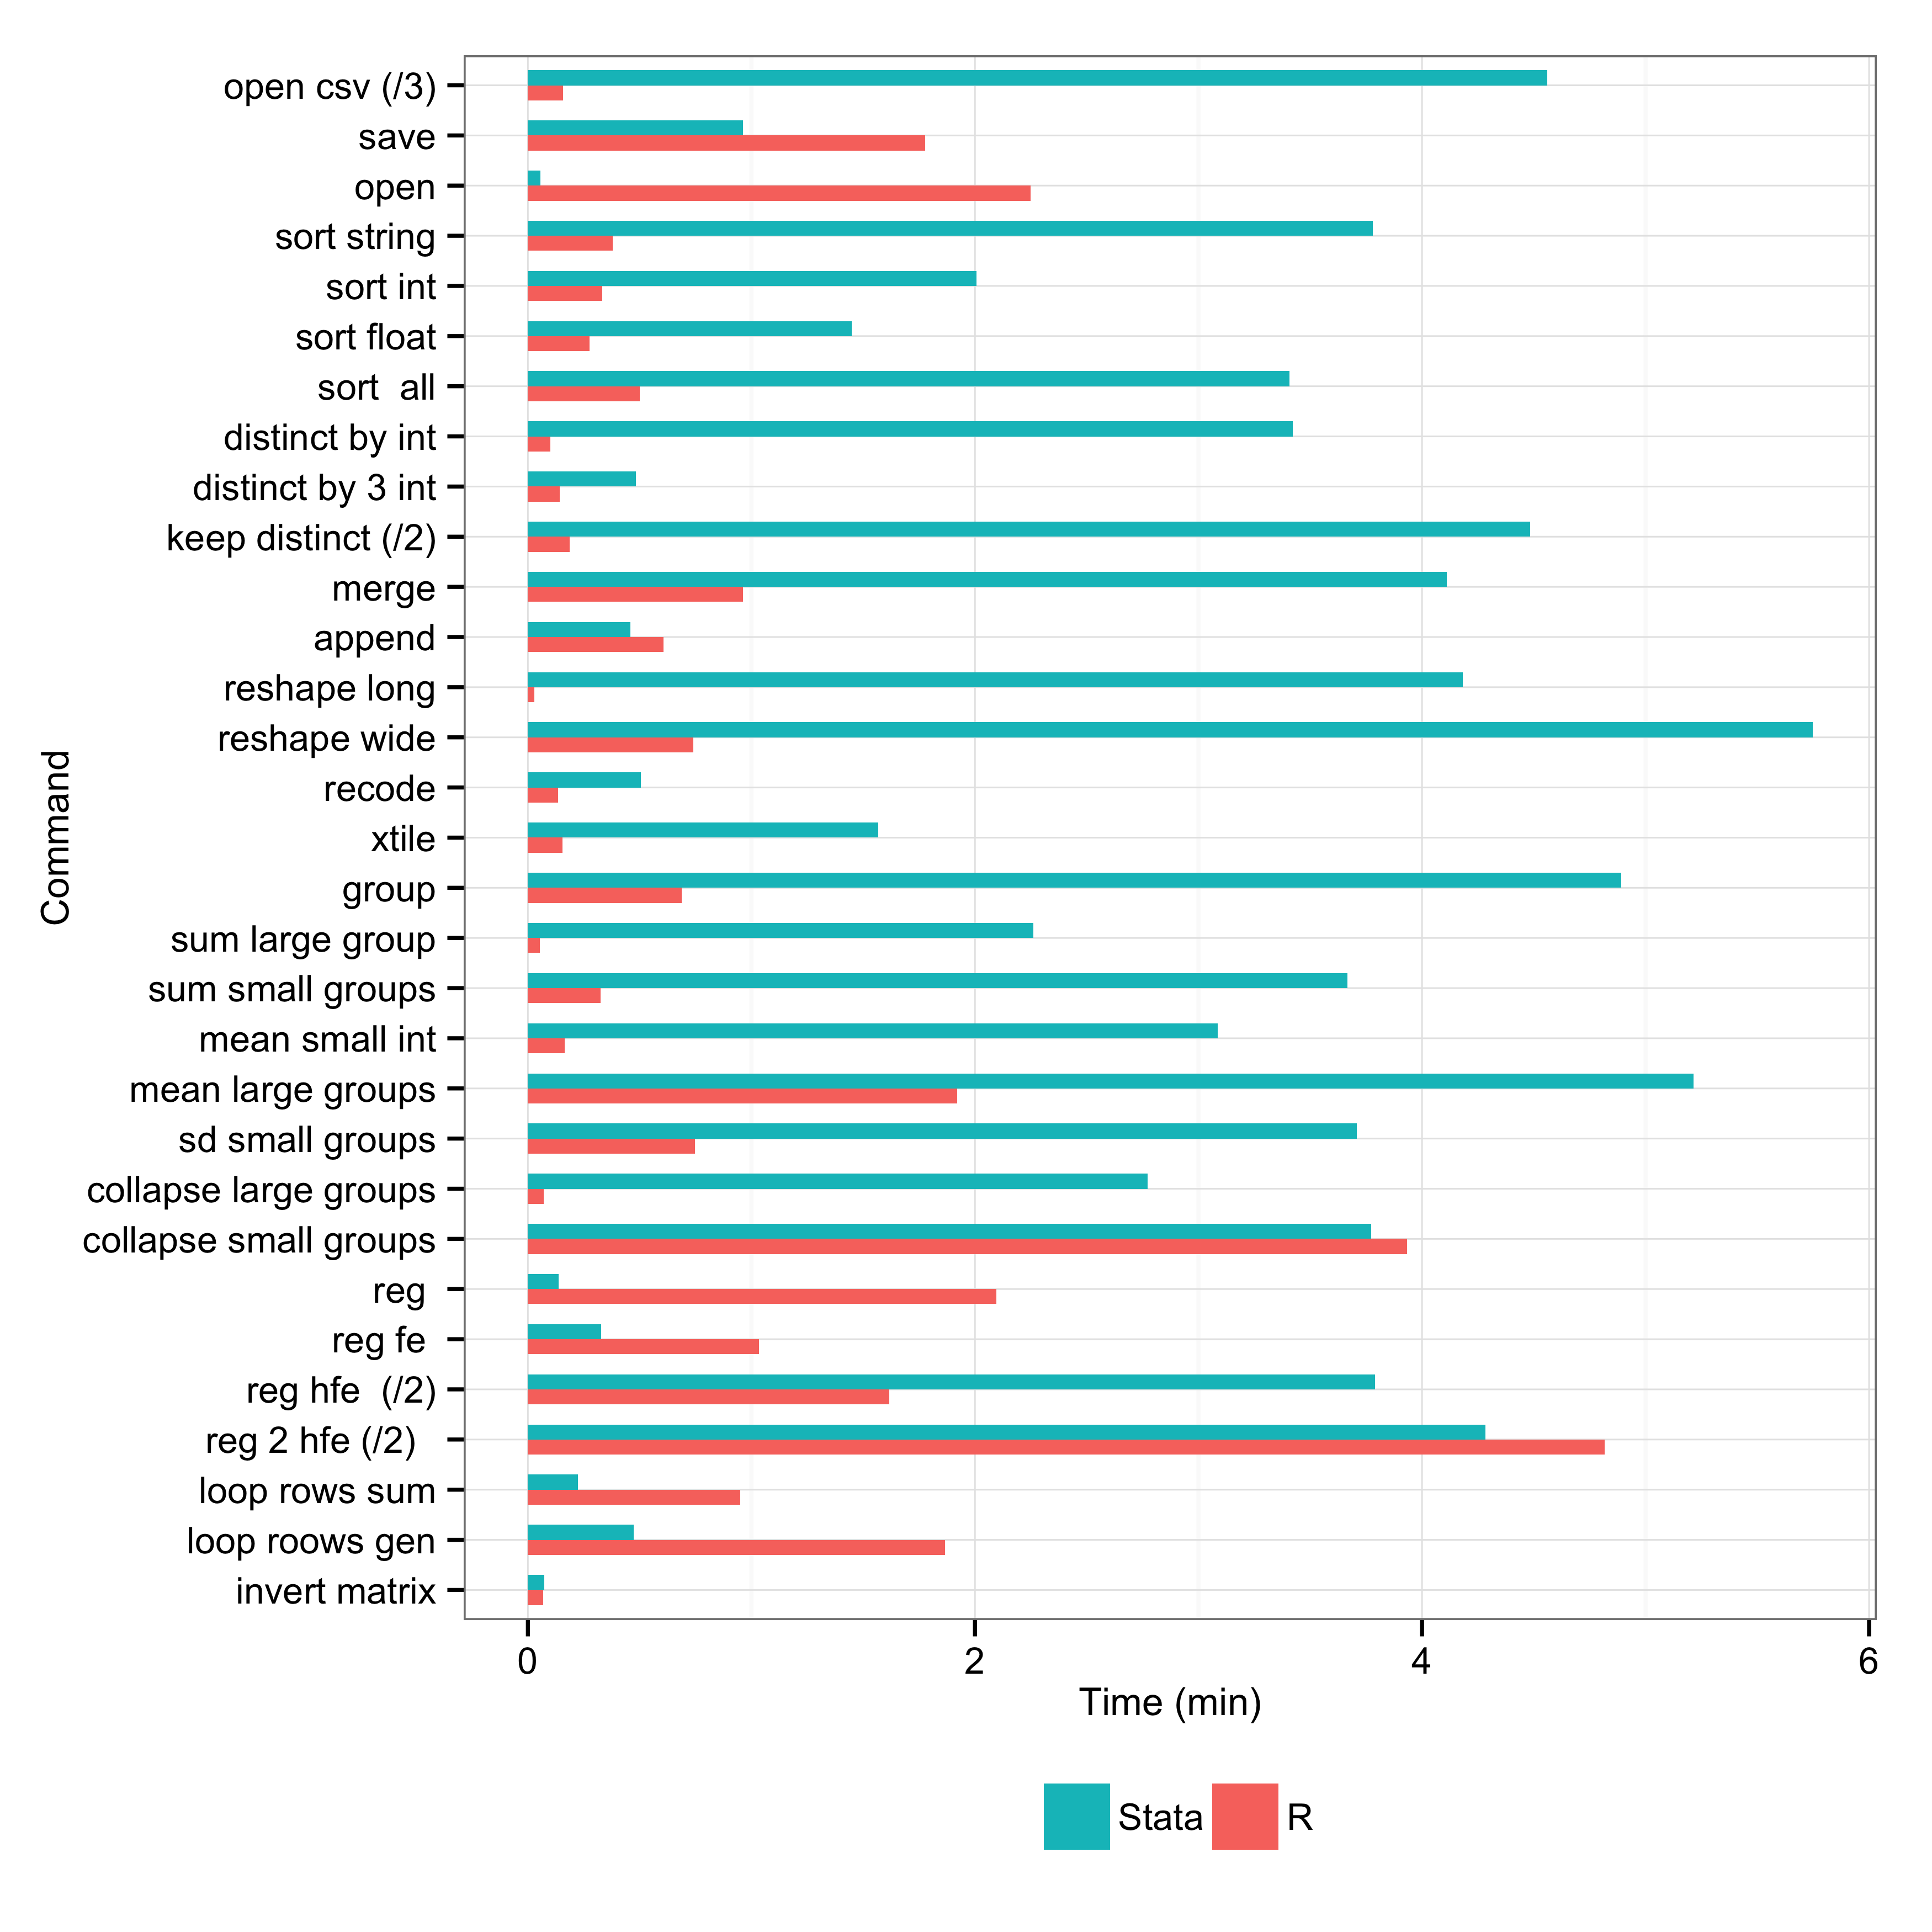 open csv (/3)
save
open
sort string
sort int
sort float
sort  all
distinct by int
distinct by 3 int
keep distinct (/2)
merge
append
reshape long
reshape wide
recode
xtile
group
sum large group
sum small groups
mean small int
mean large groups
sd small groups
collapse large groups
collapse small groups
reg
reg fe
reg hfe  (/2)
reg 2 hfe (/2)
loop rows sum
loop roows gen
invert matrix
Command
0 2 4 6
Time (min)
Stata R